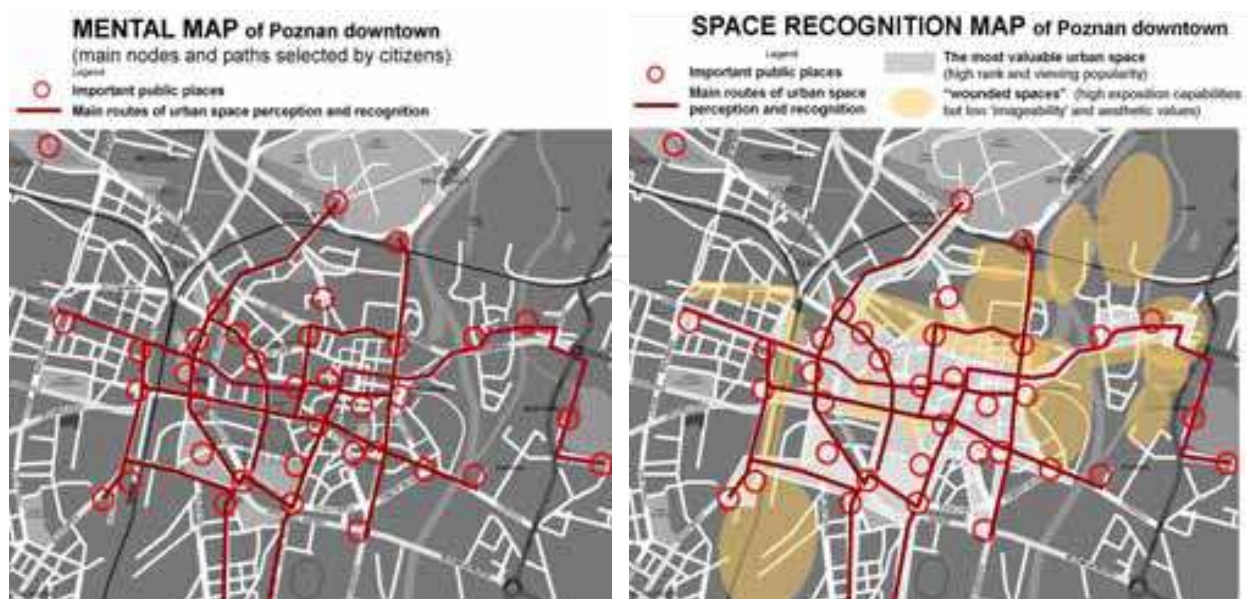 MENTAL MAP of Poznan downtown
(main nodes and paths selected by citizens)
Legend
Important public places
Main routes of urban space perception and recognition
SPACE RECOGNITION MAP of Poznan downtown
Legend
Important public places
Main routes of urban space
perception and recognition
The most valuable urban space
(high rank and viewing popularity)
"wounded spaces" (high exposition capabilities
but low 'imageability' and aesthetic values)